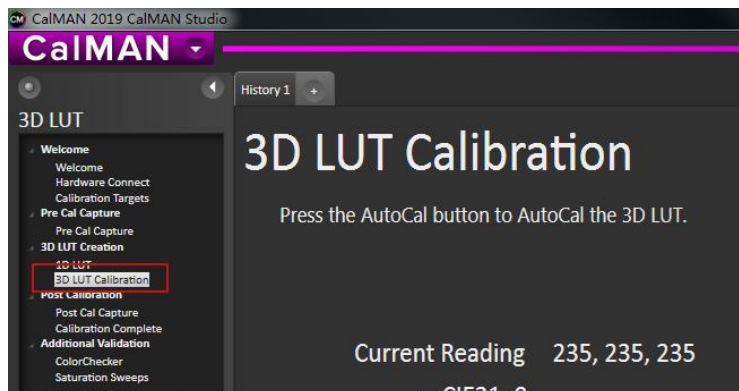 CM CalMAN 2019 CalMAN Studio
CalMAN
History 1 +
3D LUT
Welcome
Welcome
Hardware Connect
Calibration Targets
Pre Cal Capture
Pre Cal Capture
3D LUT Creation
1D LUT
3D LUT Calibration
Post Calibration
Post Cal Capture
Calibration Complete
Additional Validation
ColorChecker
Saturation Sweeps
3D LUT Calibration
Press the AutoCal button to AutoCal the 3D LUT.
Current Reading 235, 235, 235